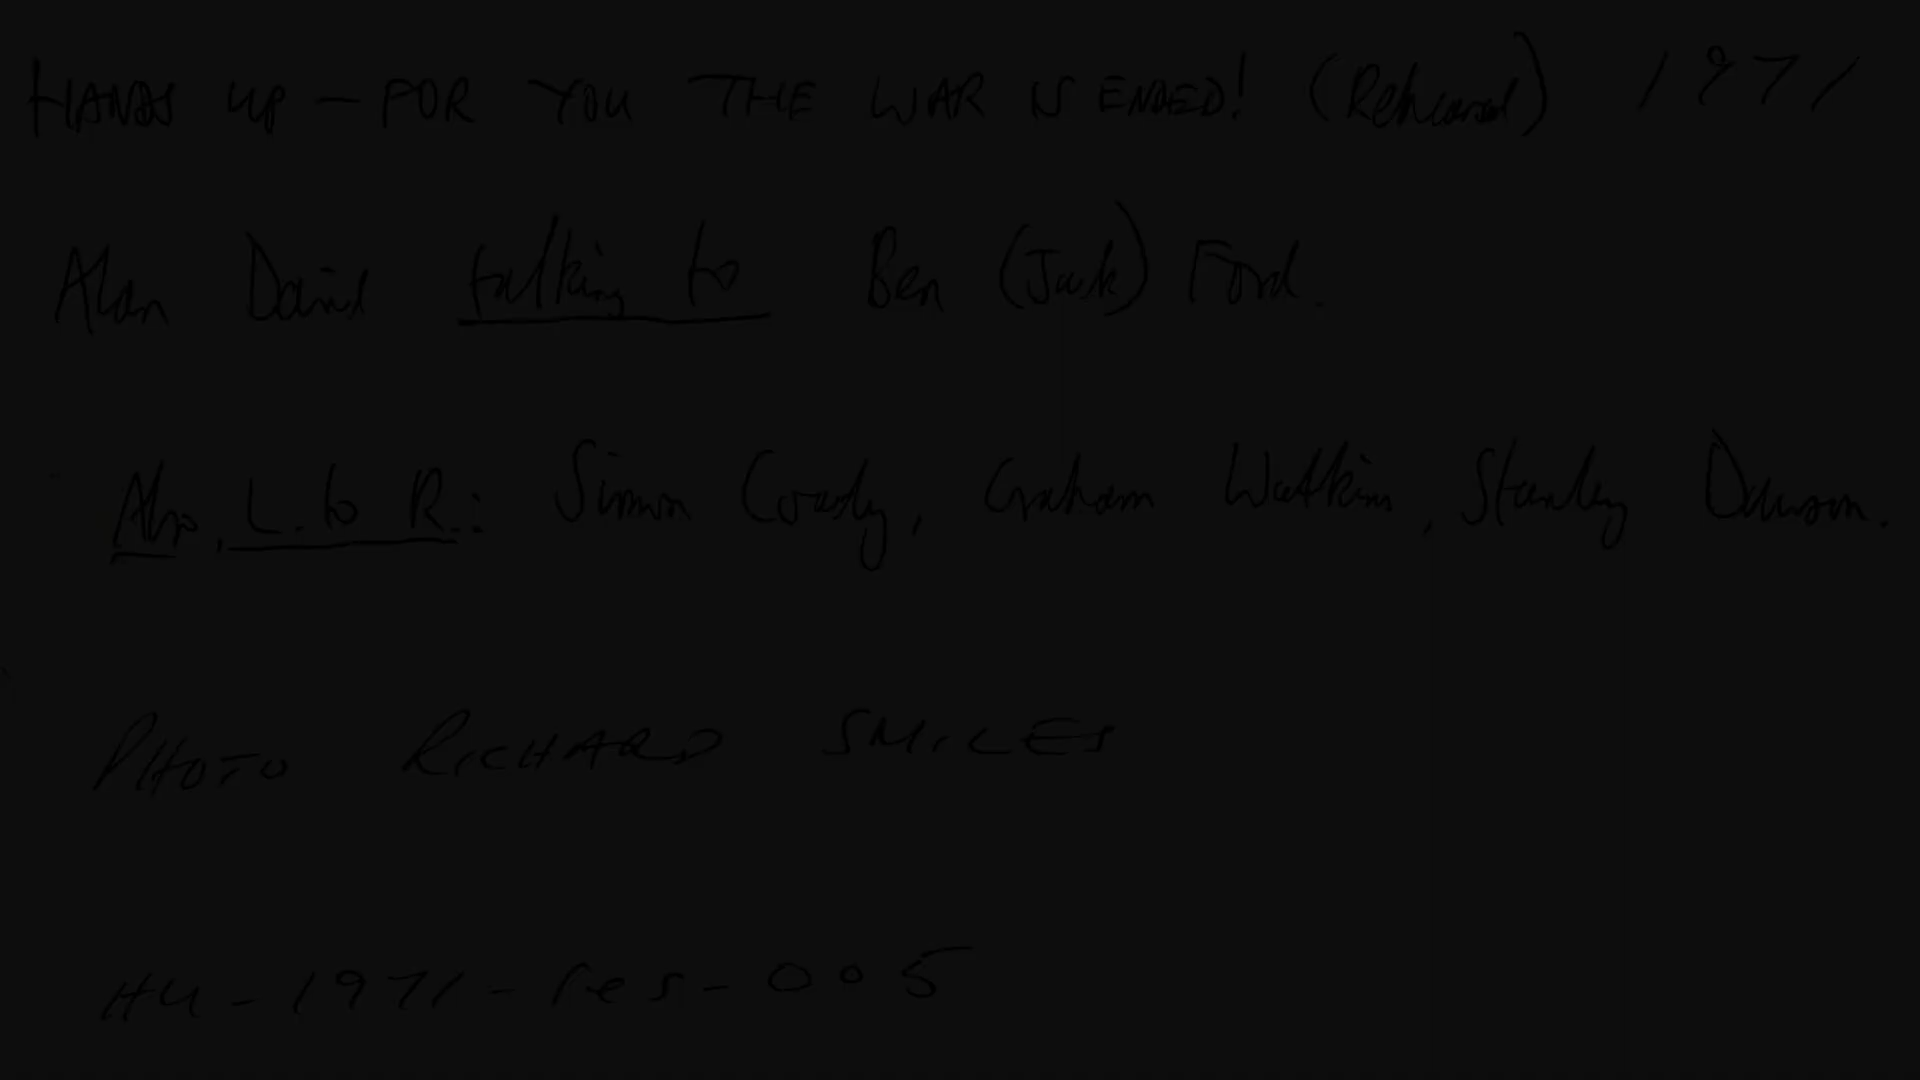 HANDS UP - FOR YOU THE WAR IS ENDED! (Rehearsal) 1971
Alan David talking to Ben (Jack) Ford.
Also, L. to R.: Simon Coady, Graham Watkins, Stanley Dawson.
PHOTO RICHARD SMILES
HU-1971-res-005